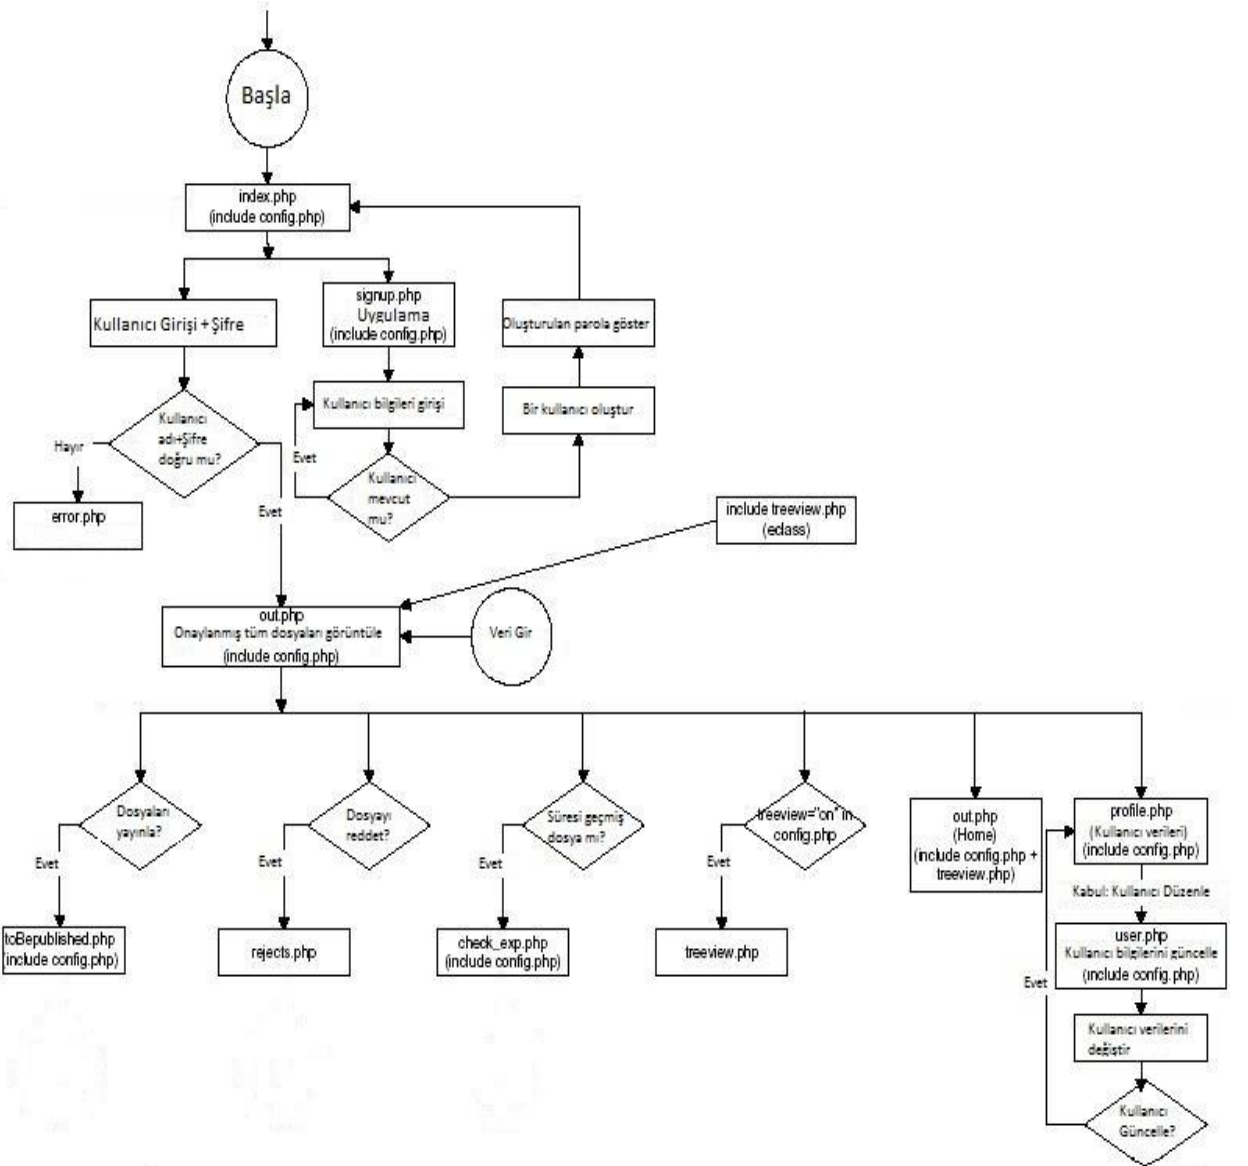 Başla
index.php
(include config.php)
Kullanıcı Girişi + Şifre
signup.php
Uygulama
(include config.php)
Oluşturulan parola göster
Kullanıcı bilgileri girişi
Bir kullanıcı oluştur
Kullanıcı
adı+Şifre
doğru mu?
Hayır
Evet
Kullanıcı
mevcut
mu?
error.php
Evet
include treeview.php
(eclass)
out.php
Onaylanmış tüm dosyaları görüntüle
(include config.php)
Veri Gir
Dosyaları
yayınla?
Dosyayı
reddet?
Süresi geçmiş
dosya mı?
treeview="on" in
config.php
out.php
(Home)
(include config.php +
treeview.php)
profile.php
(Kullanıcı verileri)
(include config.php)
Evet
Evet
Evet
Evet
Kabul: Kullanıcı Düzenle
toBepublished.php
(include config.php)
rejects.php
check_exp.php
(include config.php)
treeview.php
user.php
Kullanıcı bilgilerini güncelle
(include config.php)
Evet
Kullanıcı verilerini
değiştir
Kullanıcı
Güncelle?